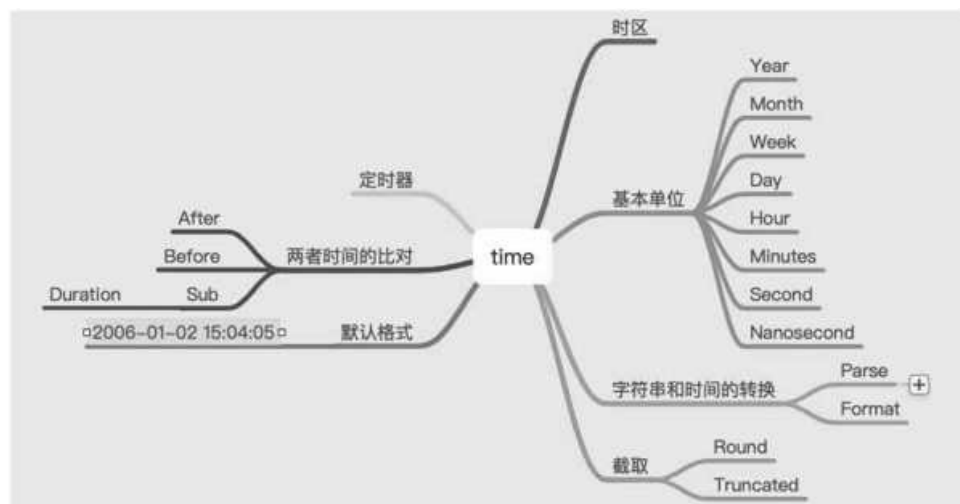 时区
Year
Month
Week
定时器
Day
基本单位
After
Hour
Before
两者时间的比对
time
Minutes
Duration
Sub
Second
2006-01-02 15:04:05
默认格式
Nanosecond
Parse
字符串和时间的转换
Format
Round
截取
Truncated